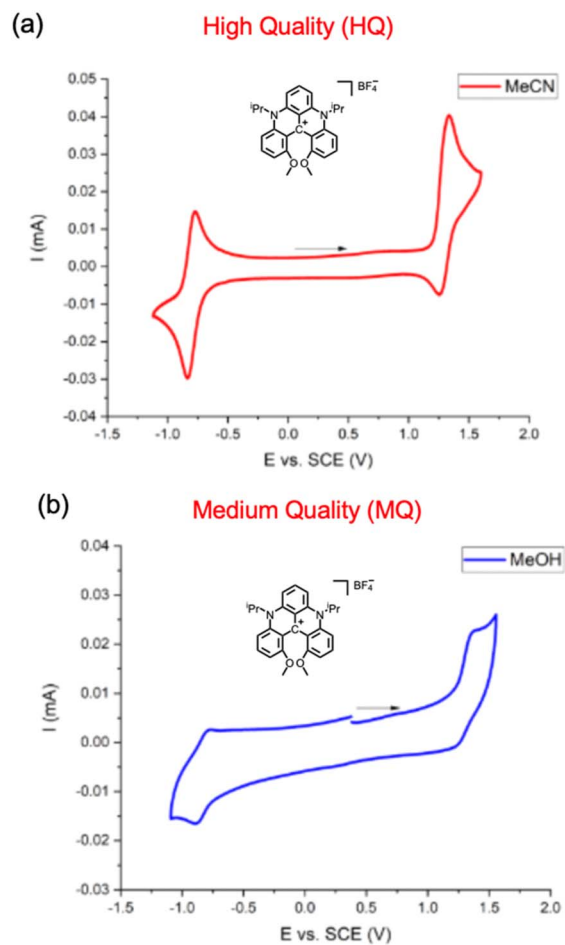 (a)
High Quality (HQ)
0.05
0.04
0.03
0.02
0.01
0.00
-0.01
-0.02
-0.03
-0.04
I (mA)
MeCN
BF4−
iPr
iPr
N
N
C+
O
O
-1.5 -1.0 -0.5 0.0 0.5 1.0 1.5 2.0
E vs. SCE (V)
(b)
Medium Quality (MQ)
0.04
0.03
0.02
0.01
0.00
-0.01
-0.02
-0.03
I (mA)
MeOH
BF4−
iPr
iPr
N
N
C+
O
O
-1.5 -1.0 -0.5 0.0 0.5 1.0 1.5 2.0
E vs. SCE (V)